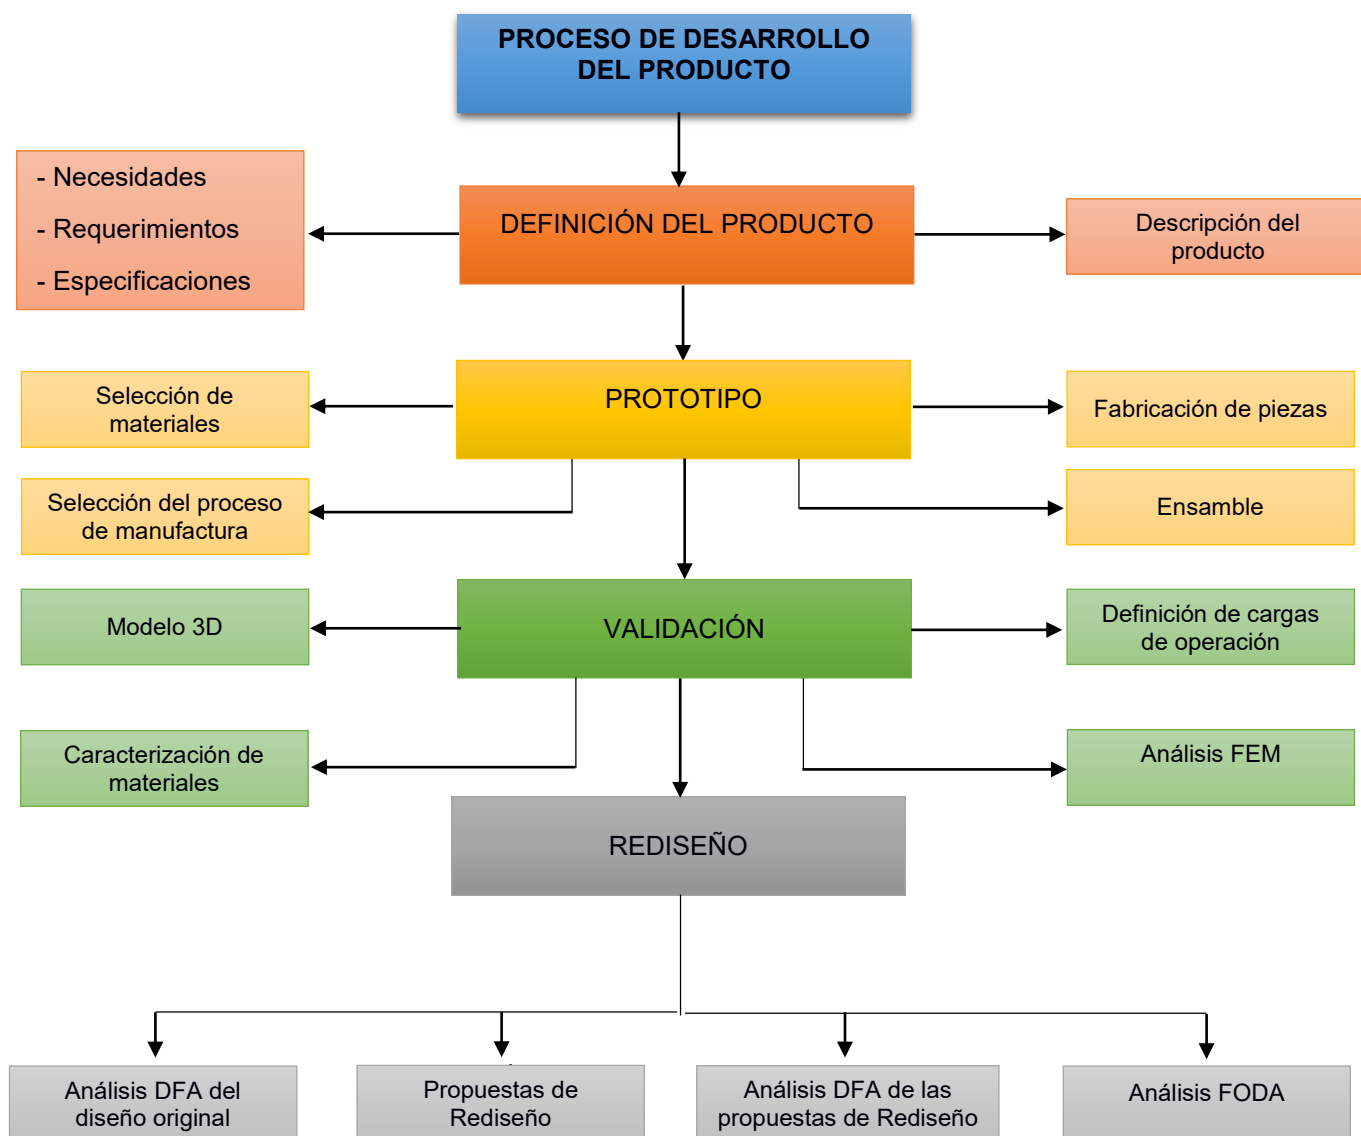 PROCESO DE DESARROLLO
DEL PRODUCTO
- Necesidades
- Requerimientos
- Especificaciones
DEFINICIÓN DEL PRODUCTO
Descripción del
producto
Selección de
materiales
PROTOTIPO
Fabricación de piezas
Selección del proceso
de manufactura
Ensamble
Modelo 3D
VALIDACIÓN
Definición de cargas
de operación
Caracterización de
materiales
Análisis FEM
REDISEÑO
Análisis DFA del
diseño original
Propuestas de
Rediseño
Análisis DFA de las
propuestas de Rediseño
Análisis FODA